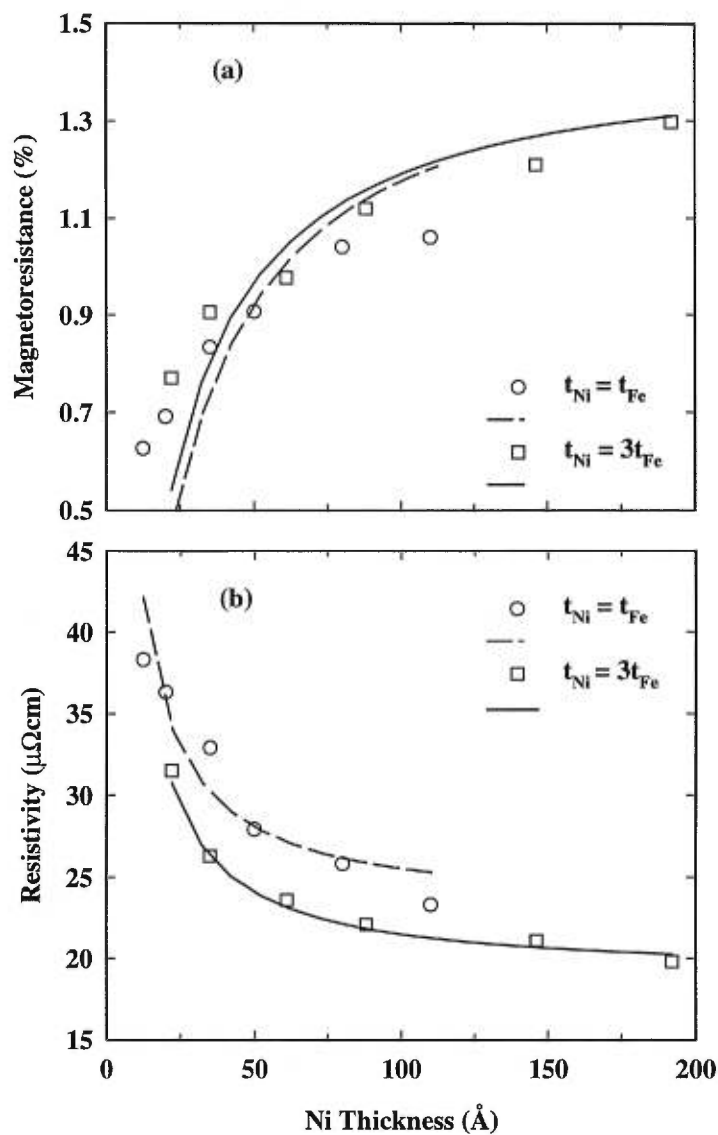 1.5
(a)
1.3
1.1
0.9
0.7
0.5
Magnetoresistance (%)
t_Ni = t_Fe
t_Ni = 3t_Fe
45
(b)
40
35
30
25
20
15
Resistivity (μΩcm)
t_Ni = t_Fe
t_Ni = 3t_Fe
0 50 100 150 200
Ni Thickness (Å)